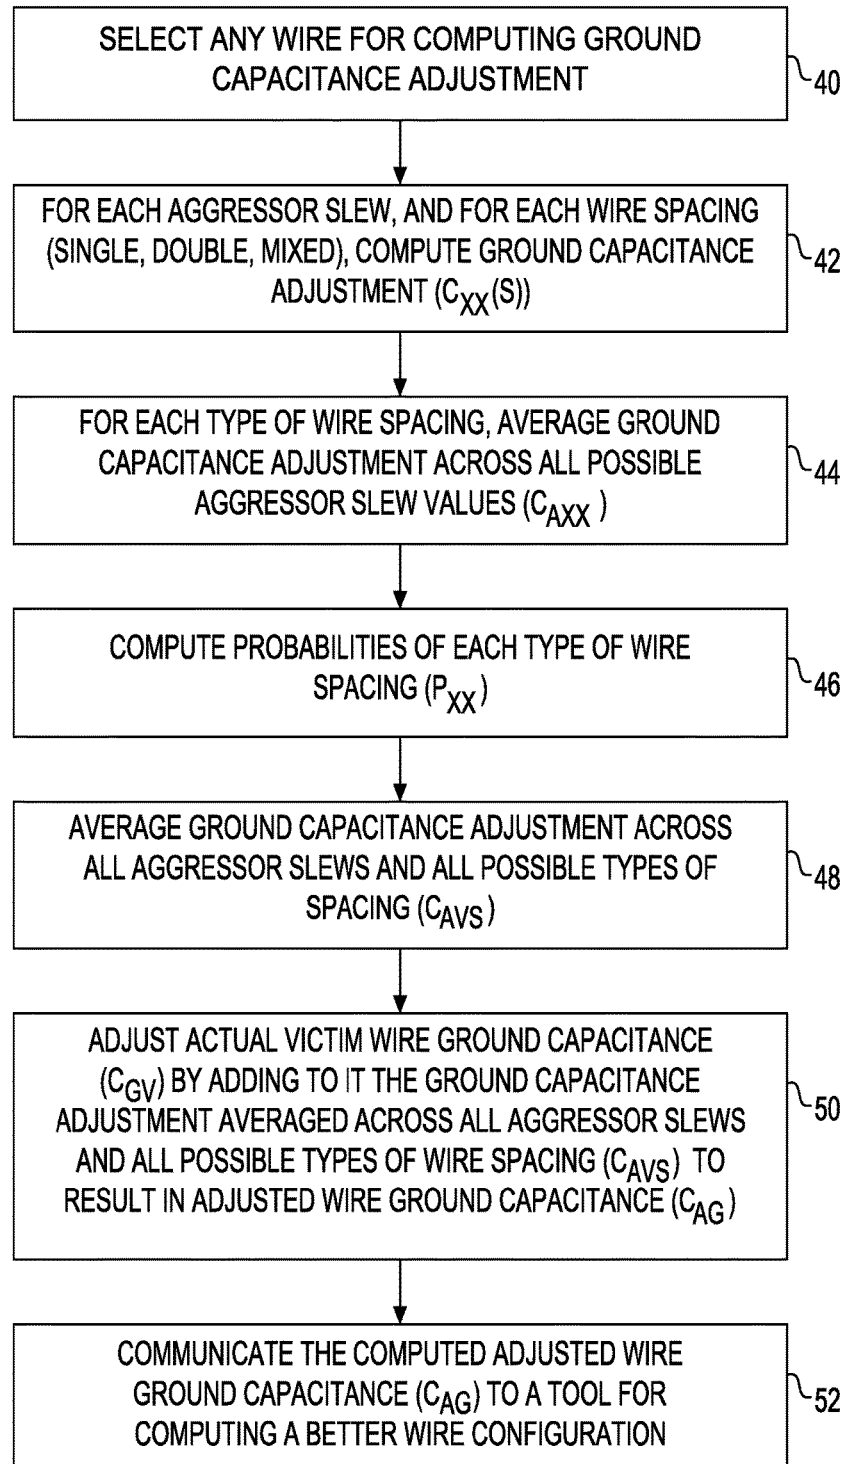 SELECT ANY WIRE FOR COMPUTING GROUND
CAPACITANCE ADJUSTMENT
40
FOR EACH AGGRESSOR SLEW, AND FOR EACH WIRE SPACING
(SINGLE, DOUBLE, MIXED), COMPUTE GROUND CAPACITANCE
ADJUSTMENT (CXX(S))
42
FOR EACH TYPE OF WIRE SPACING, AVERAGE GROUND
CAPACITANCE ADJUSTMENT ACROSS ALL POSSIBLE
AGGRESSOR SLEW VALUES (CAXX )
44
COMPUTE PROBABILITIES OF EACH TYPE OF WIRE
SPACING (PXX)
46
AVERAGE GROUND CAPACITANCE ADJUSTMENT ACROSS
ALL AGGRESSOR SLEWS AND ALL POSSIBLE TYPES OF
SPACING (CAVS)
48
ADJUST ACTUAL VICTIM WIRE GROUND CAPACITANCE
(CGV) BY ADDING TO IT THE GROUND CAPACITANCE
ADJUSTMENT AVERAGED ACROSS ALL AGGRESSOR SLEWS
AND ALL POSSIBLE TYPES OF WIRE SPACING (CAVS) TO
RESULT IN ADJUSTED WIRE GROUND CAPACITANCE (CAG)
50
COMMUNICATE THE COMPUTED ADJUSTED WIRE
GROUND CAPACITANCE (CAG) TO A TOOL FOR
COMPUTING A BETTER WIRE CONFIGURATION
52